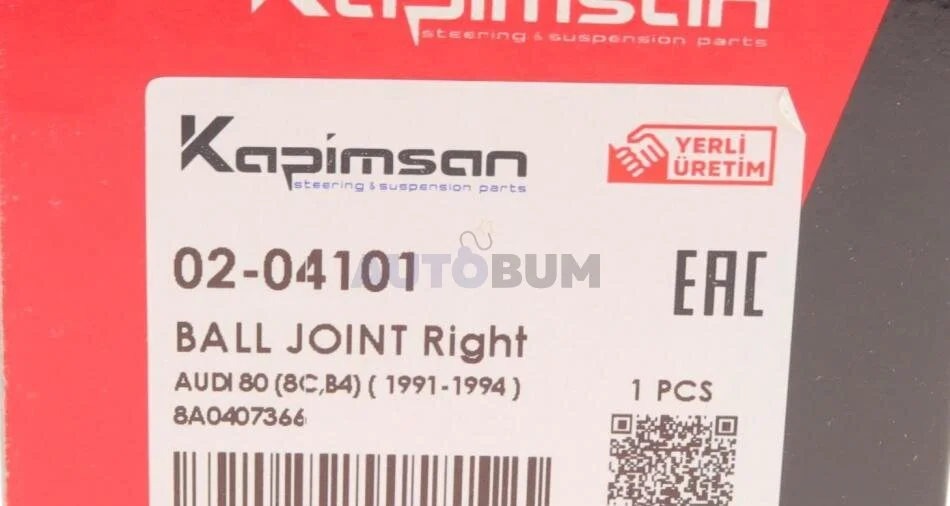 Kapimsan
steering & suspension parts
Kapimsan
steering & suspension parts
YERLİ
ÜRETİM
02-04101
AUTOBUM
EAC
BALL JOINT Right
AUDI 80 (8C,B4) ( 1991-1994 )
1 PCS
8A0407366